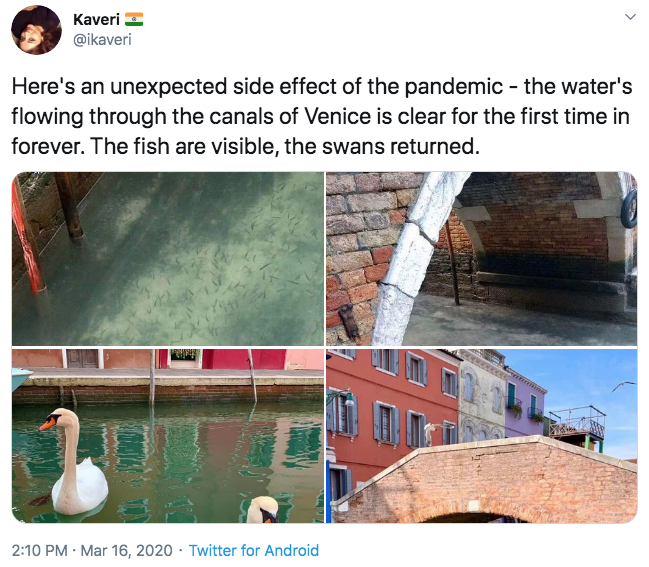 Kaveri 🇮🇳
@ikaveri
Here's an unexpected side effect of the pandemic - the water's
flowing through the canals of Venice is clear for the first time in
forever. The fish are visible, the swans returned.
2:10 PM · Mar 16, 2020 · Twitter for Android